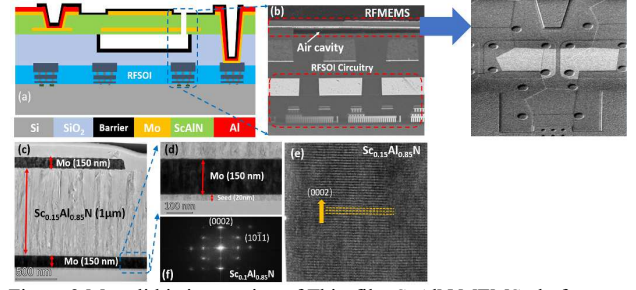 (b)
RFMEMS
Air cavity
RFSOI
RFSOI Circuitry
(a)
Si
SiO2
Barrier
Mo
ScAlN
Al
(c)
Mo (150 nm)
Sc0.15Al0.85N (1μm)
Mo (150 nm)
500 nm
(d)
Mo (150 nm)
Seed (20nm)
100 nm
(f)
(0002)
(101̄1)
Sc0.1Al0.85N
(e)
(0002)
Sc0.15Al0.85N